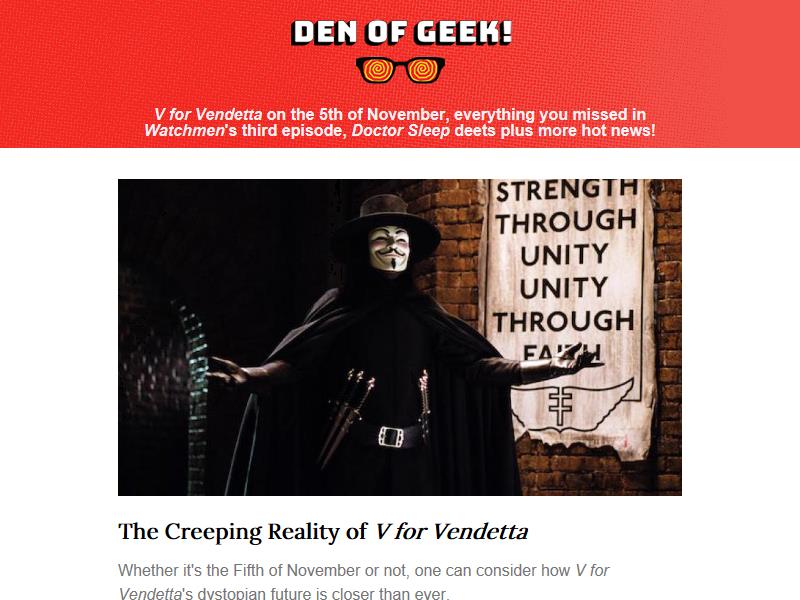 DEN OF GEEK!
V for Vendetta on the 5th of November, everything you missed in
Watchmen's third episode, Doctor Sleep deets plus more hot news!
STRENGTH
THROUGH
UNITY
UNITY
THROUGH
FAITH
The Creeping Reality of V for Vendetta
Whether it's the Fifth of November or not, one can consider how V for
Vendetta's dystopian future is closer than ever.